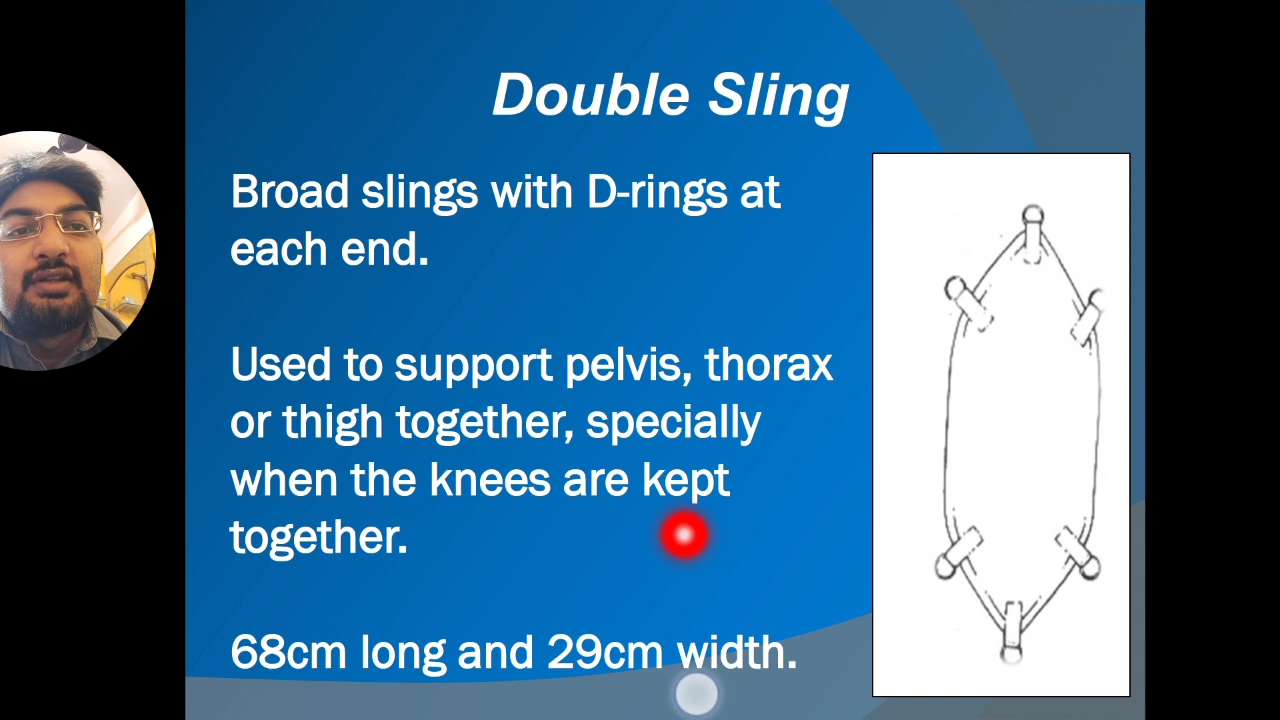 Double Sling
Broad slings with D-rings at
each end.
Used to support pelvis, thorax
or thigh together, specially
when the knees are kept
together.
68cm long and 29cm width.